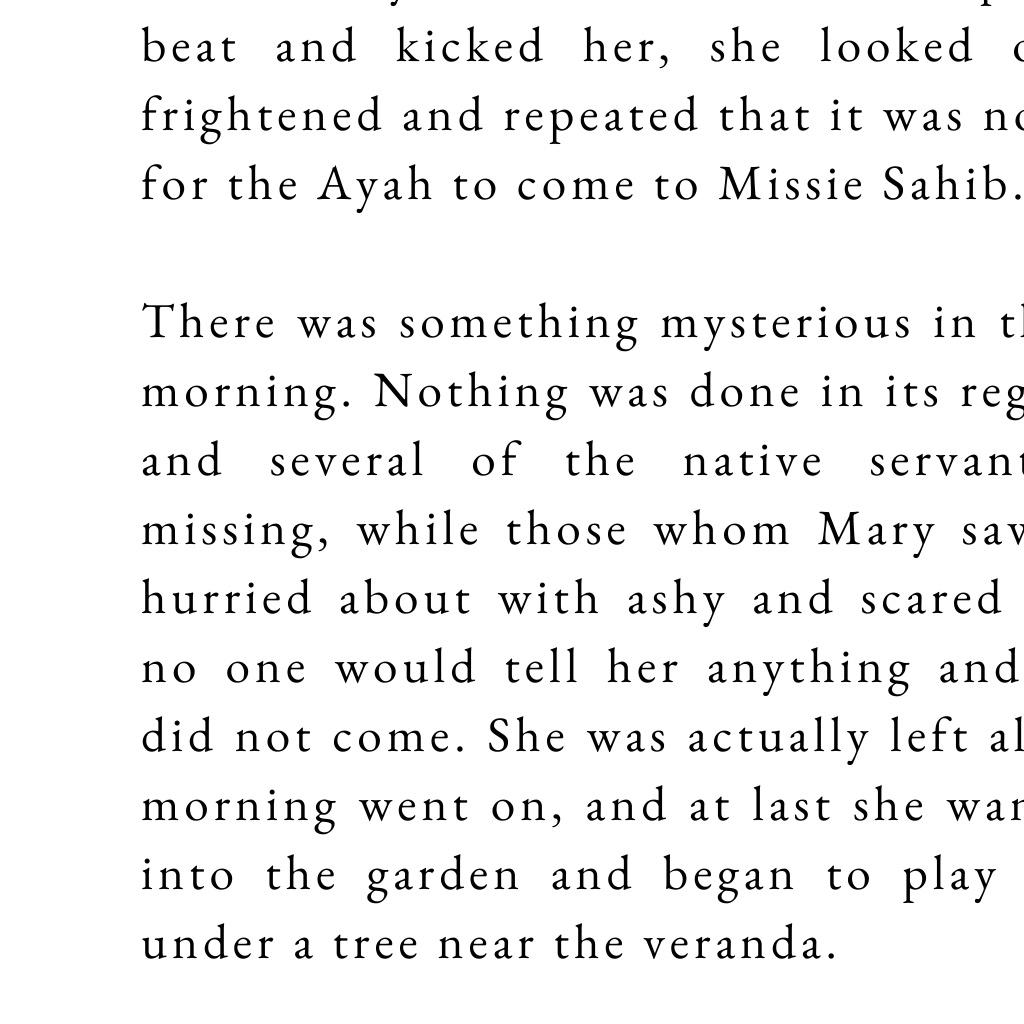 beat and kicked her, she looked
frightened and repeated that it was
for the Ayah to come to Missie Sahib.
There was something mysterious in
morning. Nothing was done in its
and several of the native
missing, while those whom Mary
hurried about with ashy and scared
no one would tell her anything and
did not come. She was actually left
morning went on, and at last she
into the garden and began to play
under a tree near the veranda.